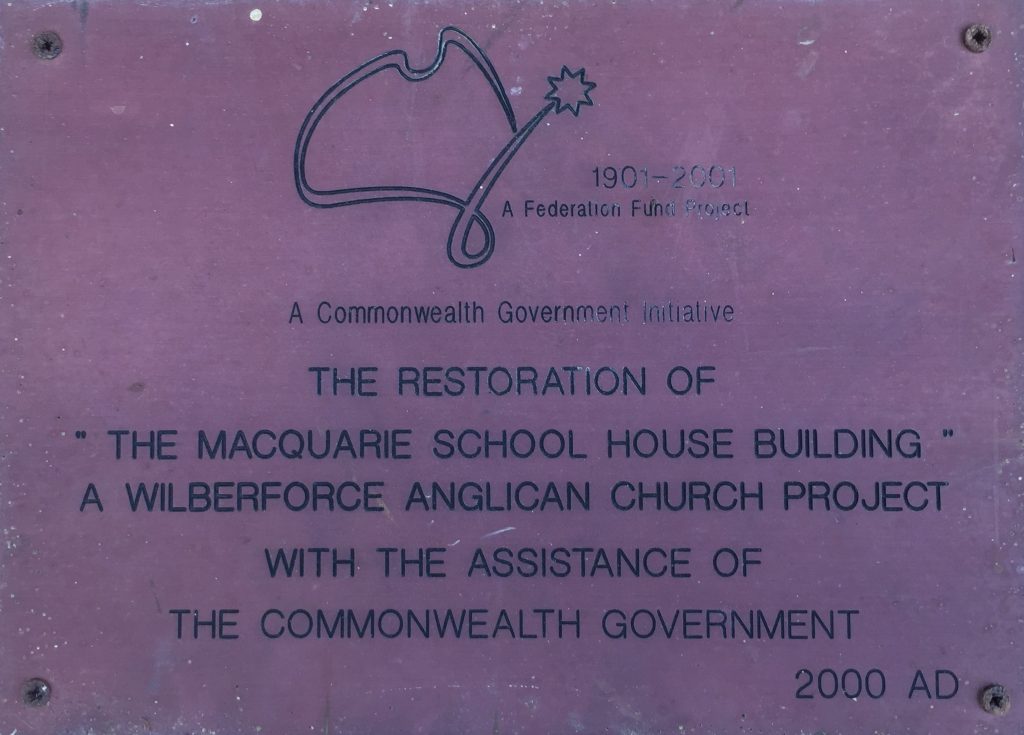 1901-2001
A Federation Fund Project
A Commonwealth Government Initiative
THE RESTORATION OF
" THE MACQUARIE SCHOOL HOUSE BUILDING "
A WILBERFORCE ANGLICAN CHURCH PROJECT
WITH THE ASSISTANCE OF
THE COMMONWEALTH GOVERNMENT
2000 AD